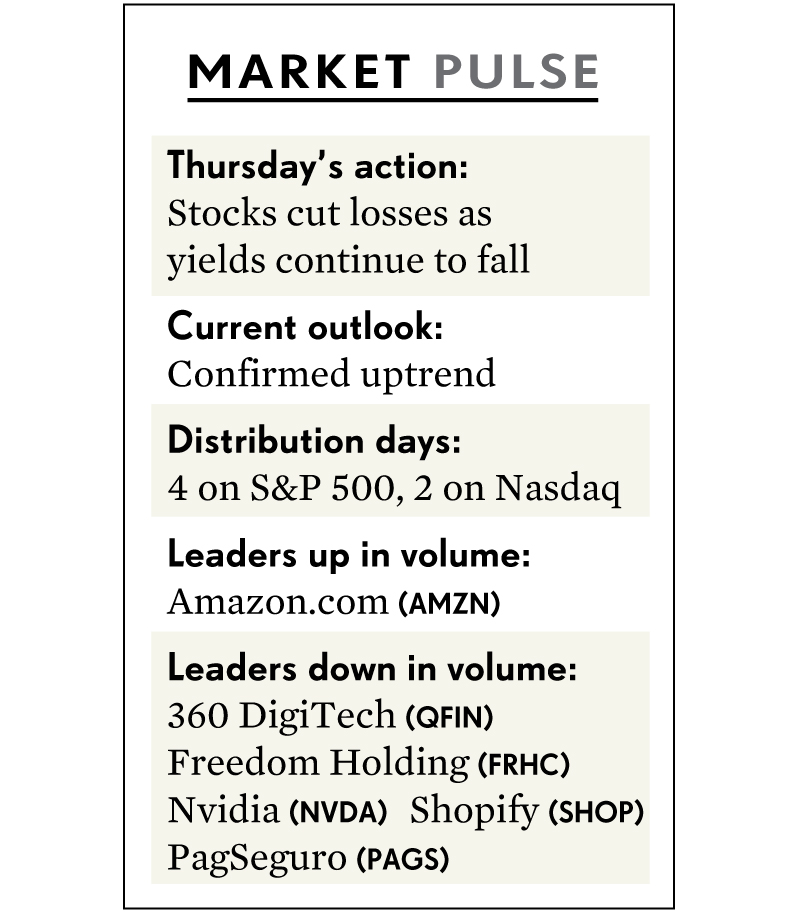 MARKET PULSE
Thursday’s action:
Stocks cut losses as
yields continue to fall
Current outlook:
Confirmed uptrend
Distribution days:
4 on S&P 500, 2 on Nasdaq
Leaders up in volume:
Amazon.com (AMZN)
Leaders down in volume:
360 DigiTech (QFIN)
Freedom Holding (FRHC)
Nvidia (NVDA) Shopify (SHOP)
PagSeguro (PAGS)